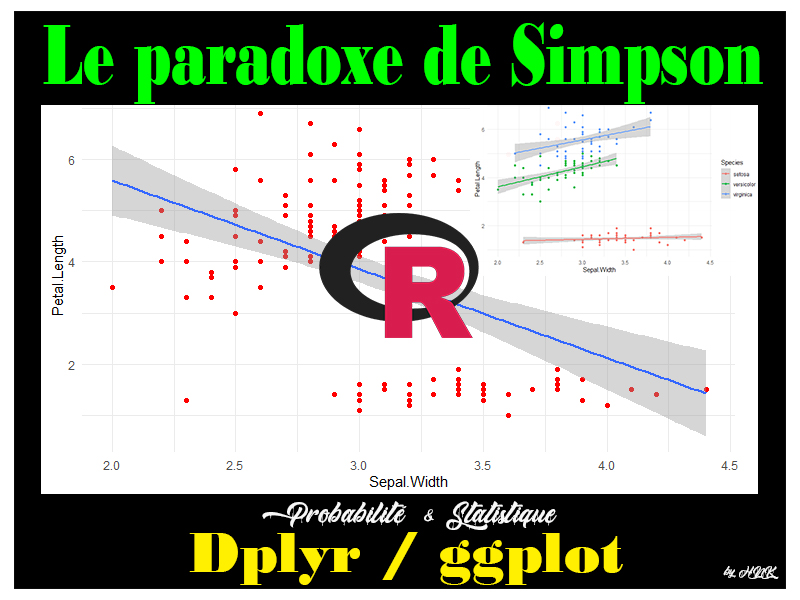 Le paradoxe de Simpson
Petal.Length
6
4
2
2.0
2.5
3.0
3.5
4.0
4.5
Sepal.Width
Petal.Length
6
4
2
2.0
2.5
3.0
3.5
4.0
4.5
Sepal.Width
Species
setosa
versicolor
virginica
R
Probabilité & Statistique
Dplyr / ggplot
by HNK